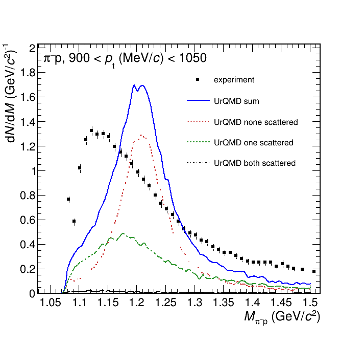 π⁻p, 900 < pₜ (MeV/c) < 1050
experiment
UrQMD sum
UrQMD none scattered
UrQMD one scattered
UrQMD both scattered
dN/dM (GeV/c²)⁻¹
2
1.8
1.6
1.4
1.2
1
0.8
0.6
0.4
0.2
0
1.05 1.1 1.15 1.2 1.25 1.3 1.35 1.4 1.45 1.5
M_π⁻p (GeV/c²)